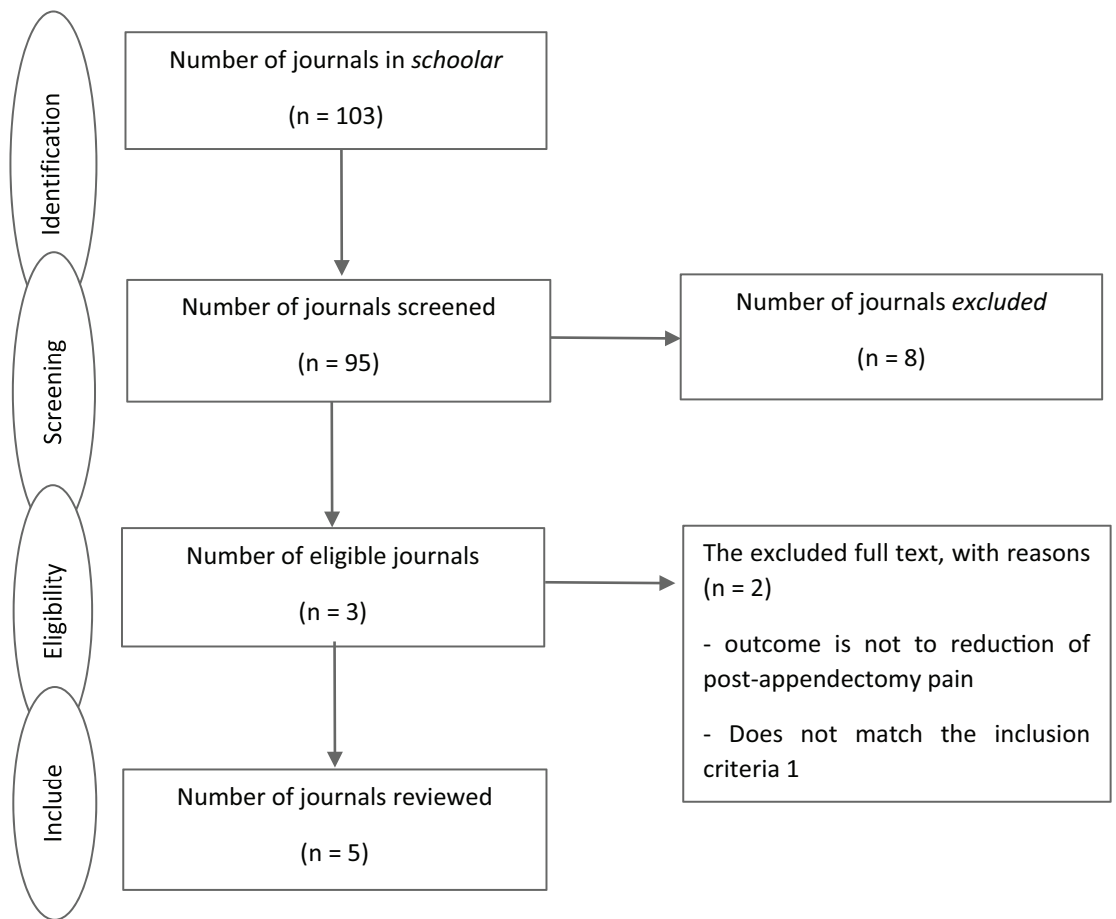 Identification
Number of journals in schoolar
(n = 103)
Screening
Number of journals screened
(n = 95)
Number of journals excluded
(n = 8)
Eligibility
Number of eligible journals
(n = 3)
The excluded full text, with reasons
(n = 2)
- outcome is not to reduction of
post-appendectomy pain
- Does not match the inclusion
criteria 1
Include
Number of journals reviewed
(n = 5)